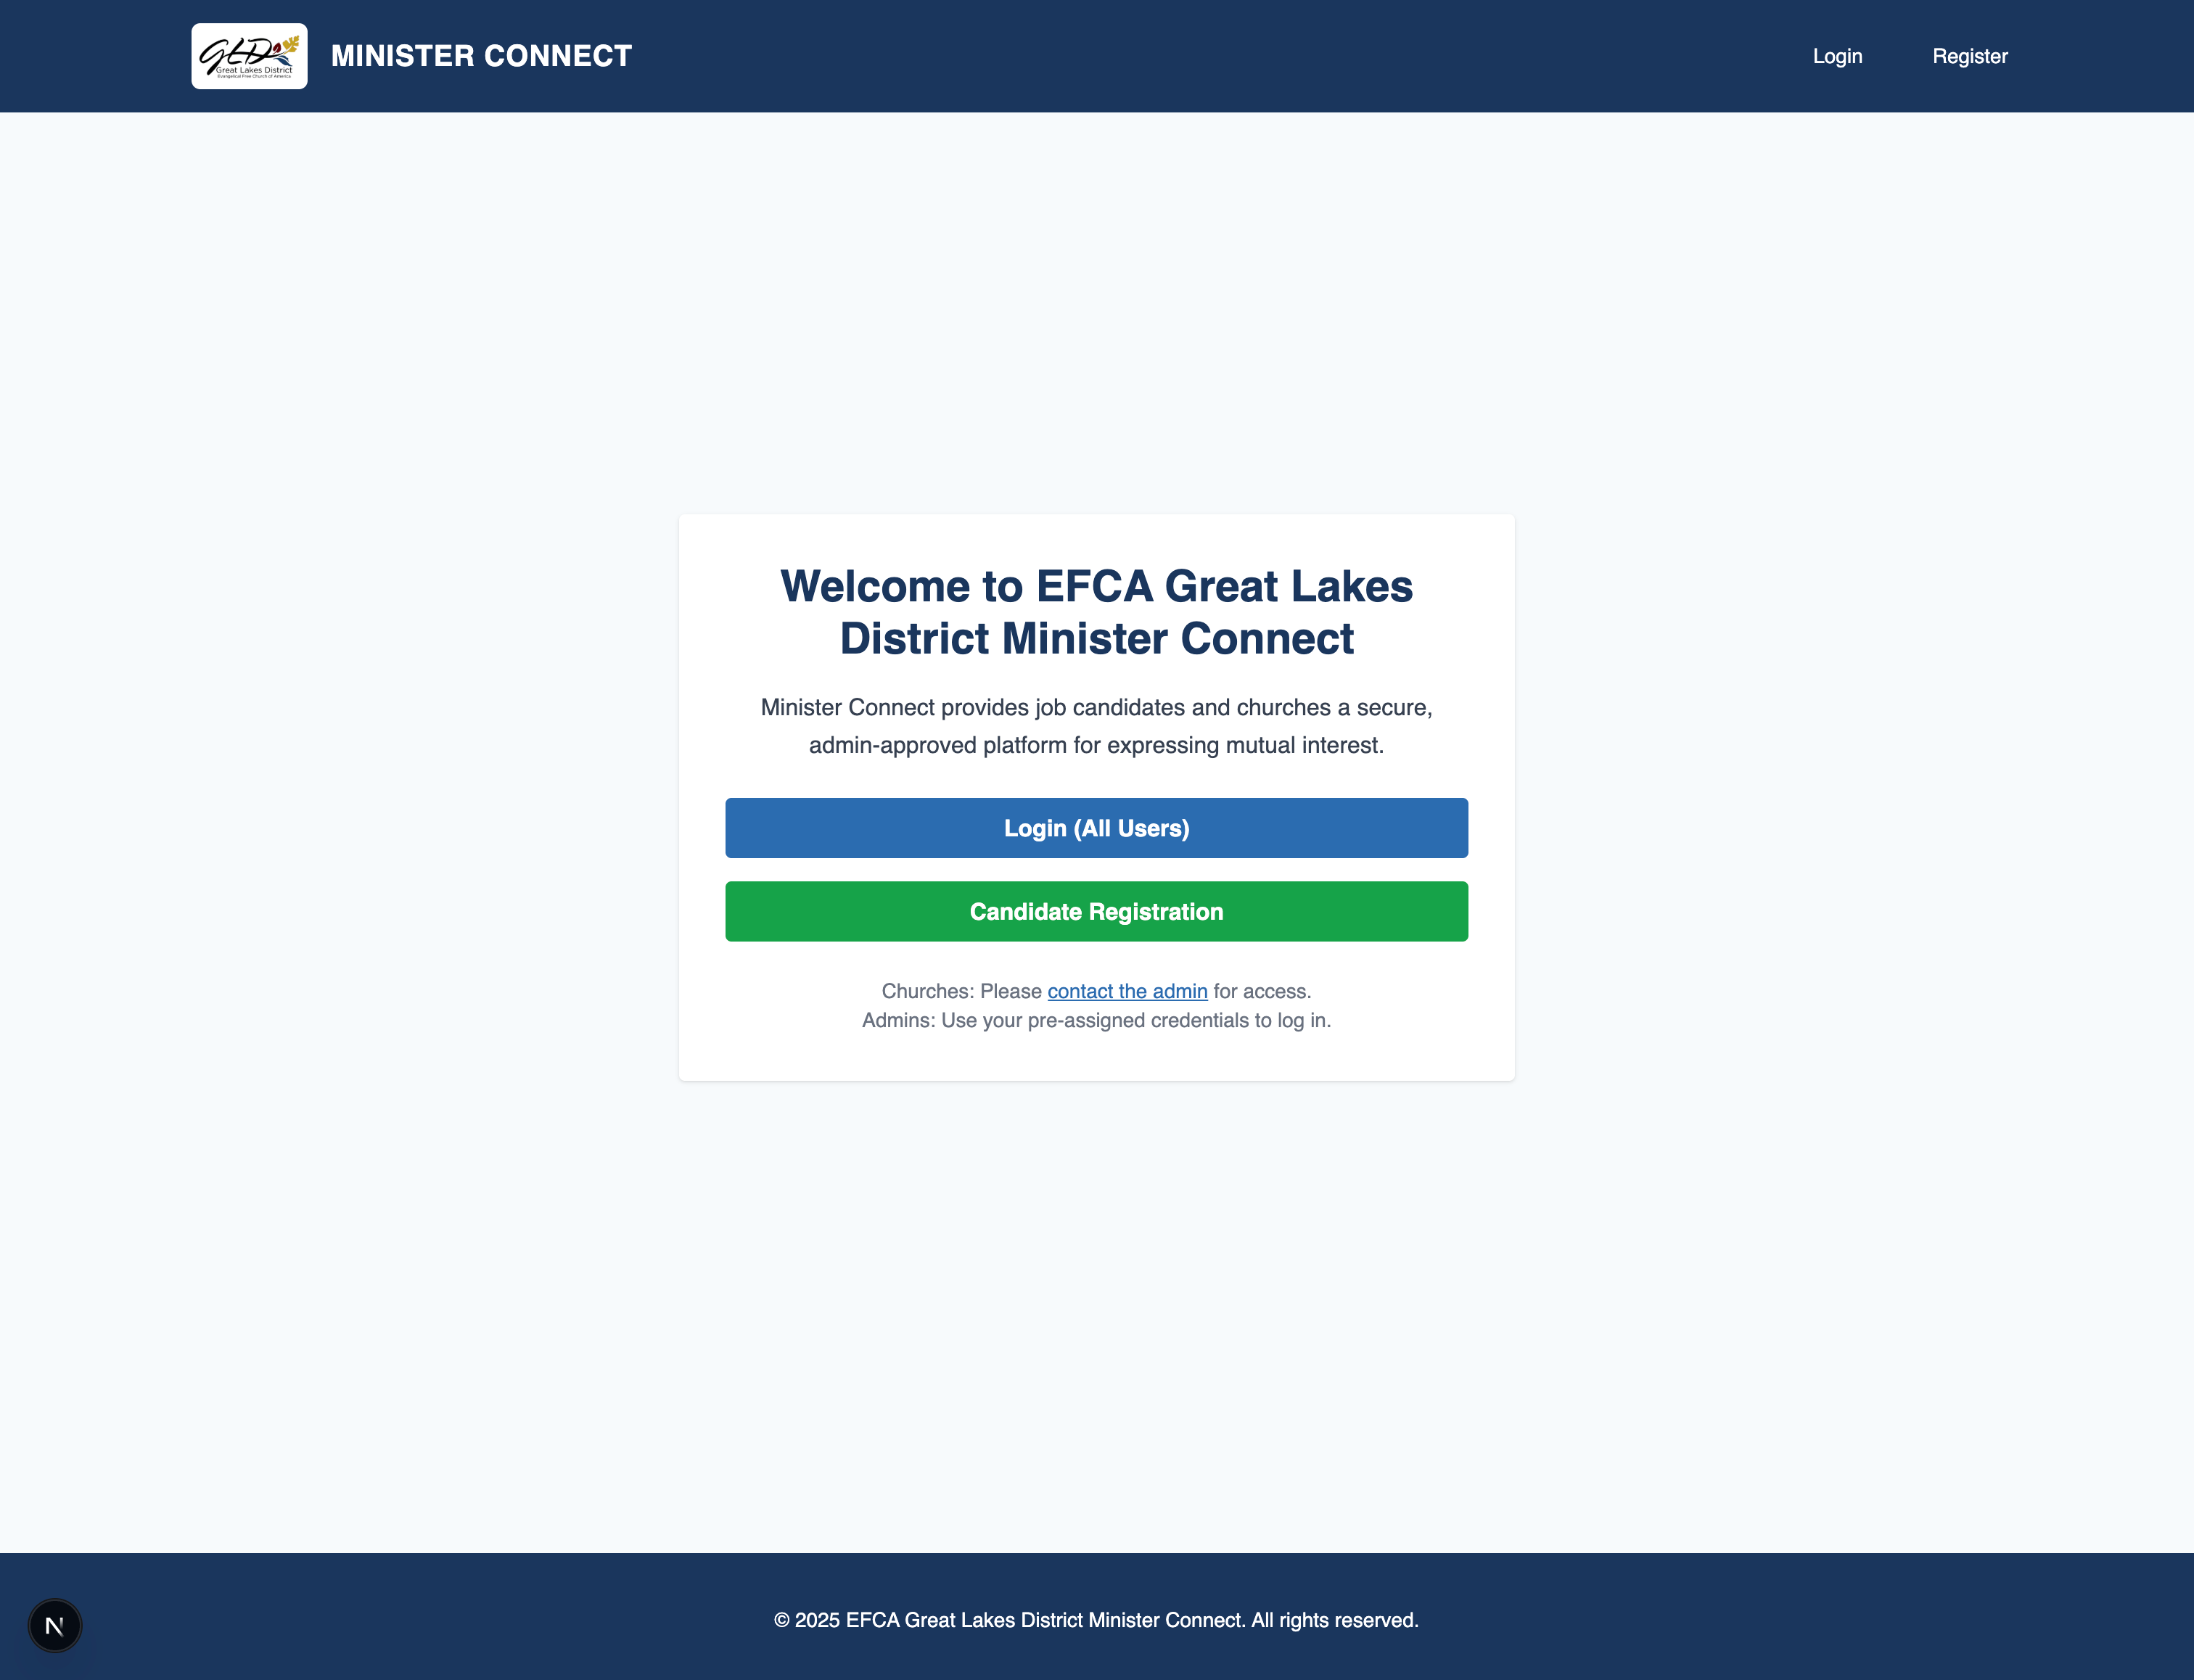 GLD
Great Lakes District
Evangelical Free Church of America
MINISTER CONNECT
Login
Register
Welcome to EFCA Great Lakes
District Minister Connect
Minister Connect provides job candidates and churches a secure,
admin-approved platform for expressing mutual interest.
Login (All Users)
Candidate Registration
Churches: Please contact the admin for access.
Admins: Use your pre-assigned credentials to log in.
N
© 2025 EFCA Great Lakes District Minister Connect. All rights reserved.